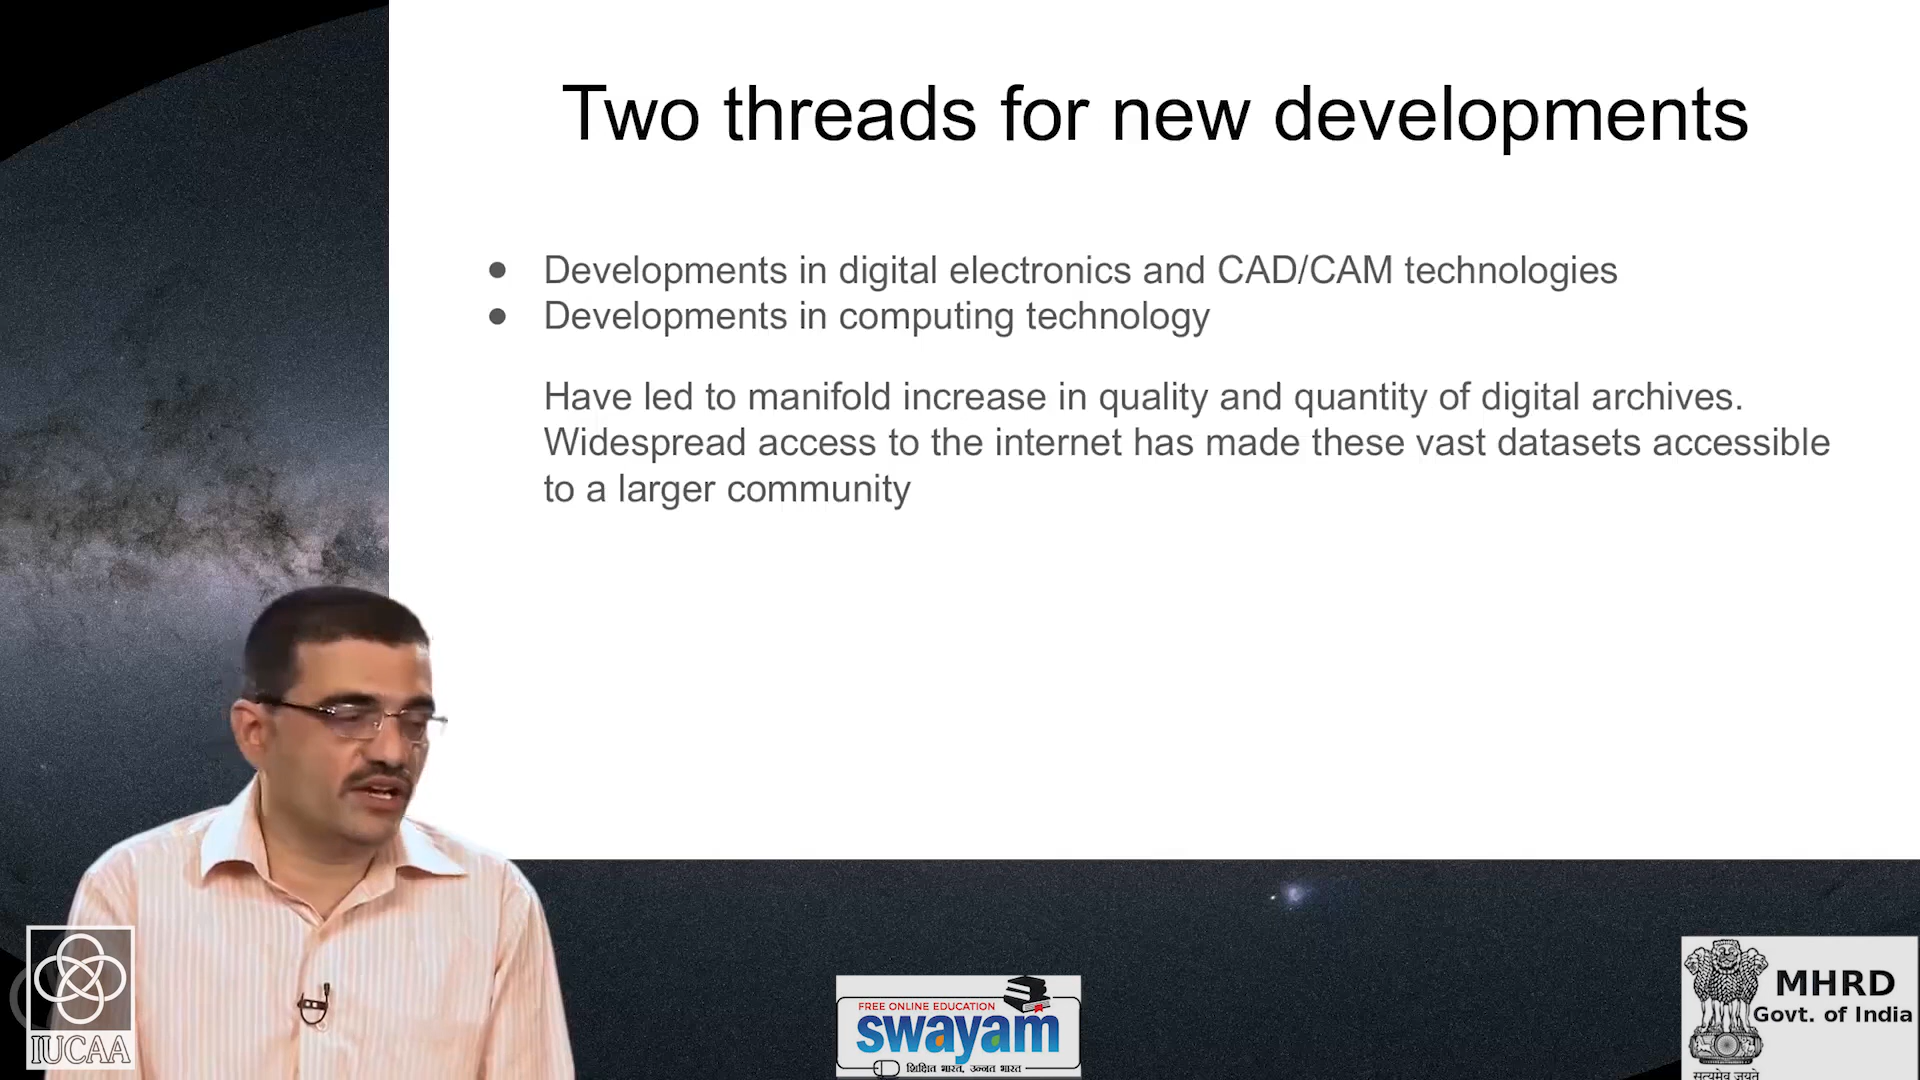 Two threads for new developments
● Developments in digital electronics and CAD/CAM technologies
● Developments in computing technology
Have led to manifold increase in quality and quantity of digital archives.
Widespread access to the internet has made these vast datasets accessible
to a larger community
IUCAA
FREE ONLINE EDUCATION
swayam
शिक्षित भारत, उन्नत भारत
MHRD
Govt. of India
सत्यमेव जयते